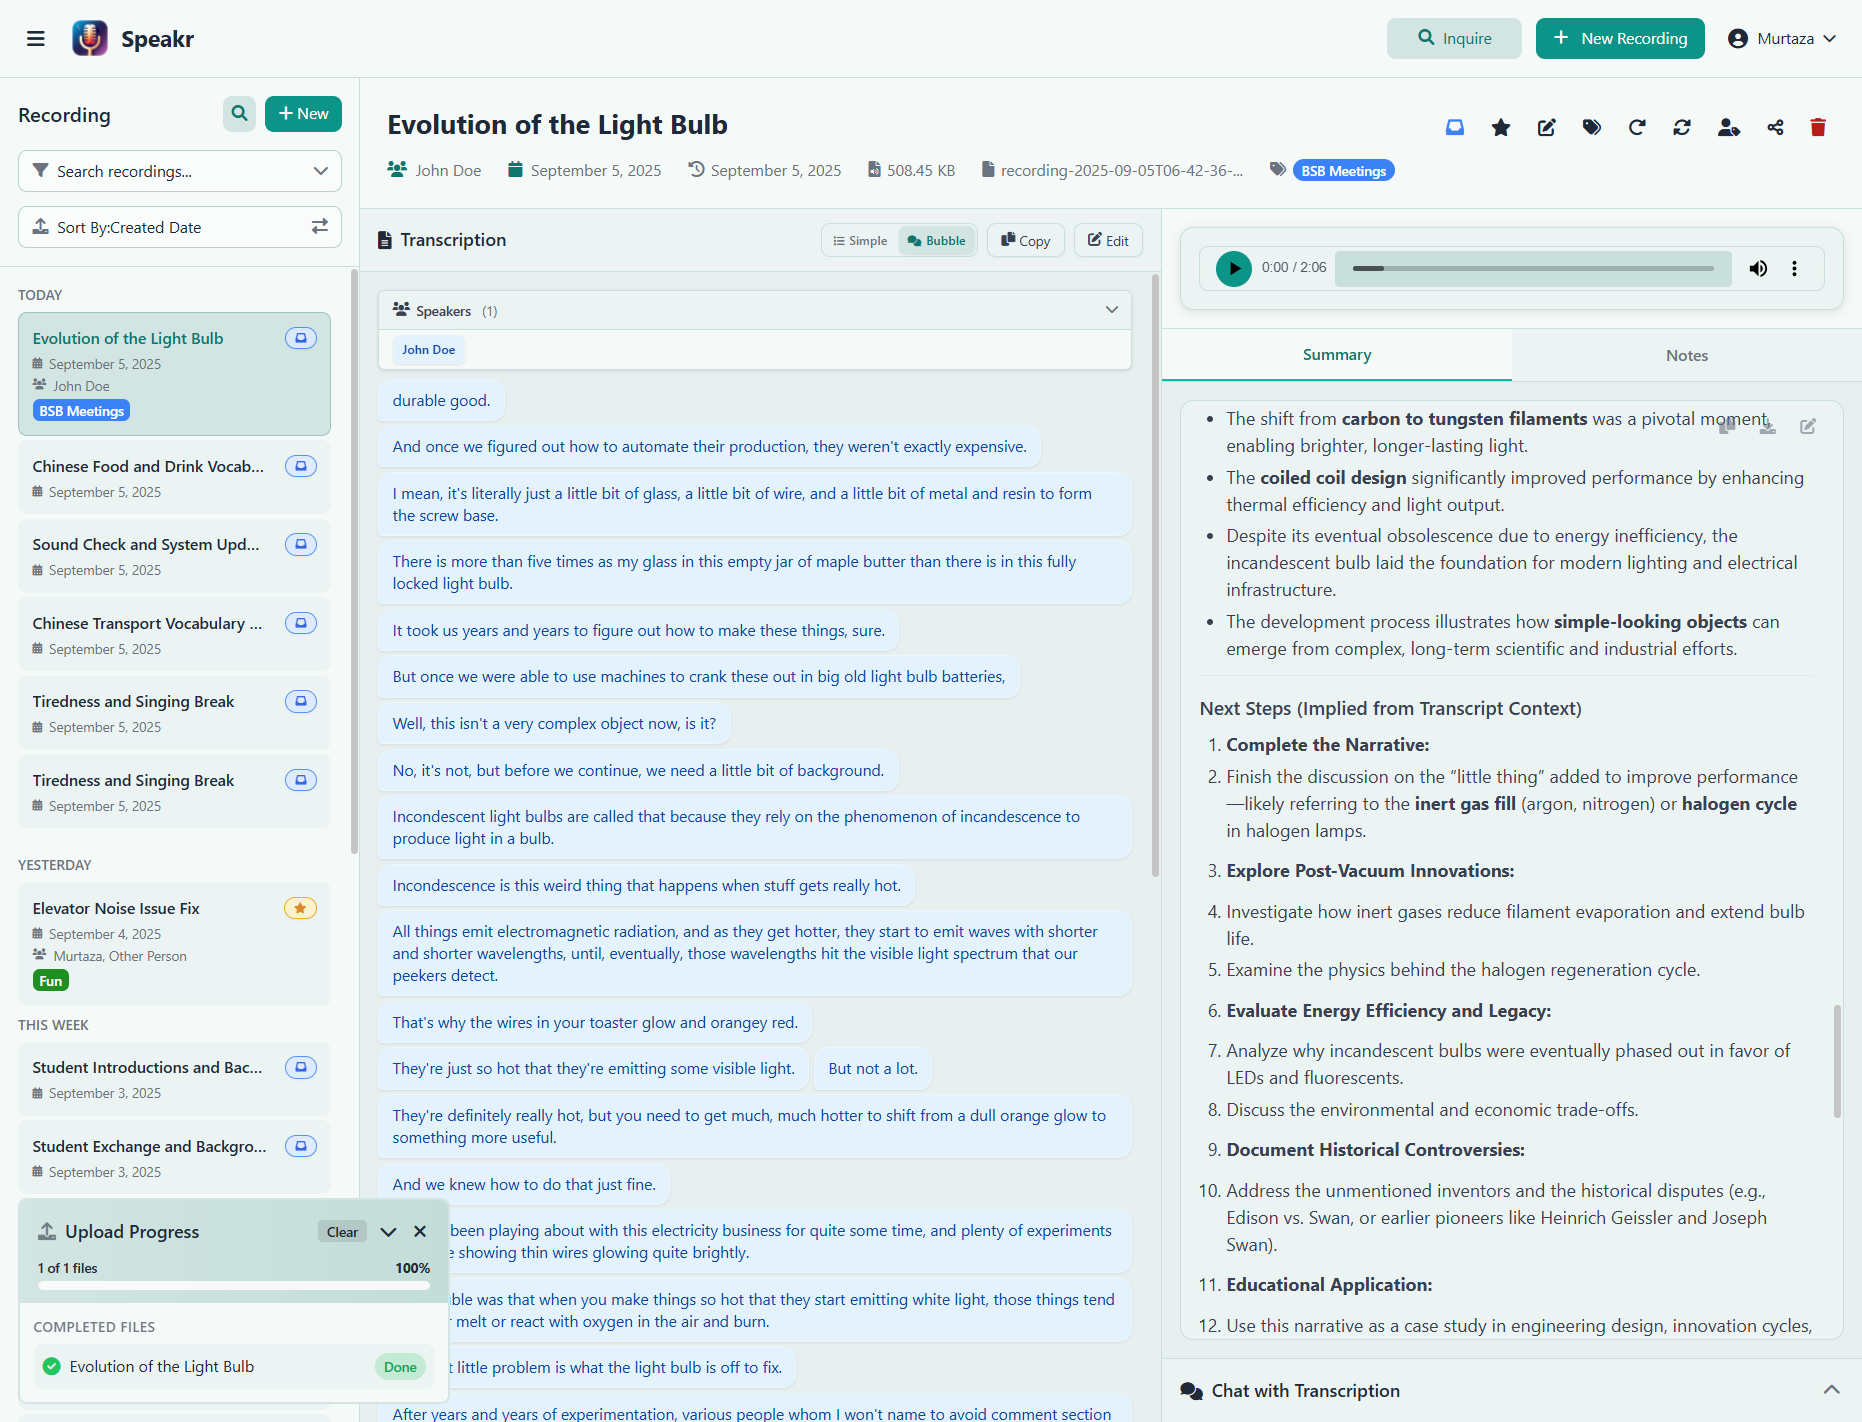 Speakr
Inquire
New Recording
Murtaza
Recording
New
Search recordings...
Sort By:Created Date
TODAY
Evolution of the Light Bulb
September 5, 2025
John Doe
BSB Meetings
Chinese Food and Drink Vocab...
September 5, 2025
Sound Check and System Upd...
September 5, 2025
Chinese Transport Vocabulary ...
September 5, 2025
Tiredness and Singing Break
September 5, 2025
Tiredness and Singing Break
September 5, 2025
YESTERDAY
Elevator Noise Issue Fix
September 4, 2025
Murtaza, Other Person
Fun
THIS WEEK
Student Introductions and Bac...
September 3, 2025
Student Exchange and Backgro...
September 3, 2025
Upload Progress
Clear
1 of 1 files
100%
COMPLETED FILES
Evolution of the Light Bulb
Done
Evolution of the Light Bulb
John Doe
September 5, 2025
September 5, 2025
508.45 KB
recording-2025-09-05T06-42-36-...
BSB Meetings
Transcription
Simple
Bubble
Copy
Edit
Speakers (1)
John Doe
durable good.
And once we figured out how to automate their production, they weren't exactly expensive.
I mean, it's literally just a little bit of glass, a little bit of wire, and a little bit of metal and resin to form
the screw base.
There is more than five times as my glass in this empty jar of maple butter than there is in this fully
locked light bulb.
It took us years and years to figure out how to make these things, sure.
But once we were able to use machines to crank these out in big old light bulb batteries,
Well, this isn't a very complex object now, is it?
No, it's not, but before we continue, we need a little bit of background.
Incondescent light bulbs are called that because they rely on the phenomenon of incandescence to
produce light in a bulb.
Incondescence is this weird thing that happens when stuff gets really hot.
All things emit electromagnetic radiation, and as they get hotter, they start to emit waves with shorter
and shorter wavelengths, until, eventually, those wavelengths hit the visible light spectrum that our
peekers detect.
That's why the wires in your toaster glow and orangey red.
They're just so hot that they're emitting some visible light.
But not a lot.
They're definitely really hot, but you need to get much, much hotter to shift from a dull orange glow to
something more useful.
And we knew how to do that just fine.
been playing about with this electricity business for quite some time, and plenty of experiments
showing thin wires glowing quite brightly.
ble was that when you make things so hot that they start emitting white light, those things tend
melt or react with oxygen in the air and burn.
t little problem is what the light bulb is off to fix.
After years and years of experimentation, various people whom I won't name to avoid comment section
0:00 / 2:06
Summary
Notes
• The shift from carbon to tungsten filaments was a pivotal moment,
enabling brighter, longer-lasting light.
• The coiled coil design significantly improved performance by enhancing
thermal efficiency and light output.
• Despite its eventual obsolescence due to energy inefficiency, the
incandescent bulb laid the foundation for modern lighting and electrical
infrastructure.
• The development process illustrates how simple-looking objects can
emerge from complex, long-term scientific and industrial efforts.
Next Steps (Implied from Transcript Context)
1. Complete the Narrative:
2. Finish the discussion on the “little thing” added to improve performance
—likely referring to the inert gas fill (argon, nitrogen) or halogen cycle
in halogen lamps.
3. Explore Post-Vacuum Innovations:
4. Investigate how inert gases reduce filament evaporation and extend bulb
life.
5. Examine the physics behind the halogen regeneration cycle.
6. Evaluate Energy Efficiency and Legacy:
7. Analyze why incandescent bulbs were eventually phased out in favor of
LEDs and fluorescents.
8. Discuss the environmental and economic trade-offs.
9. Document Historical Controversies:
10. Address the unmentioned inventors and the historical disputes (e.g.,
Edison vs. Swan, or earlier pioneers like Heinrich Geissler and Joseph
Swan).
11. Educational Application:
12. Use this narrative as a case study in engineering design, innovation cycles,
Chat with Transcription